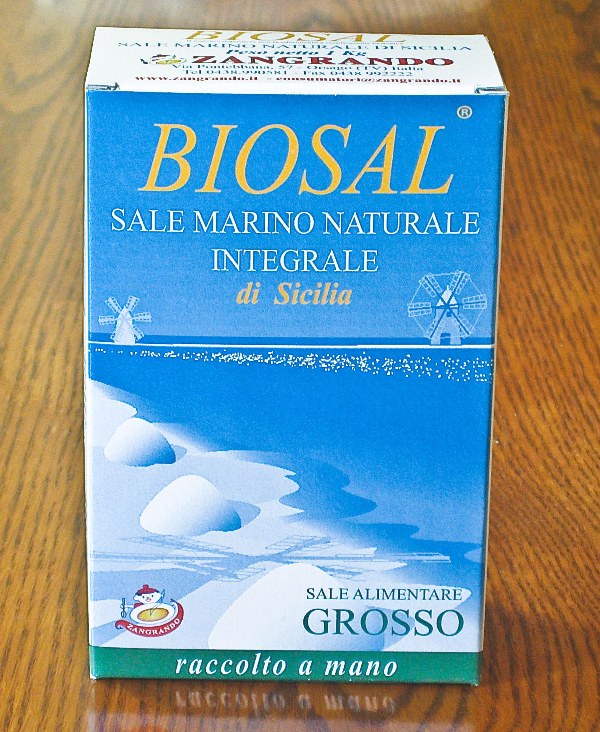 BIOSAL
SALE MARINO NATURALE DI SICILIA
Peso netto 1 Kg
ZANGRANDO
Via Pontebbana, 57 - Orsago (TV) Italia
Tel 0438.990581 - Fax 0438 992222
www.zangrando.it - consumatori@zangrando.it
BIOSAL®
SALE MARINO NATURALE
INTEGRALE
di Sicilia
SALE ALIMENTARE
GROSSO
ZANGRANDO
raccolto a mano